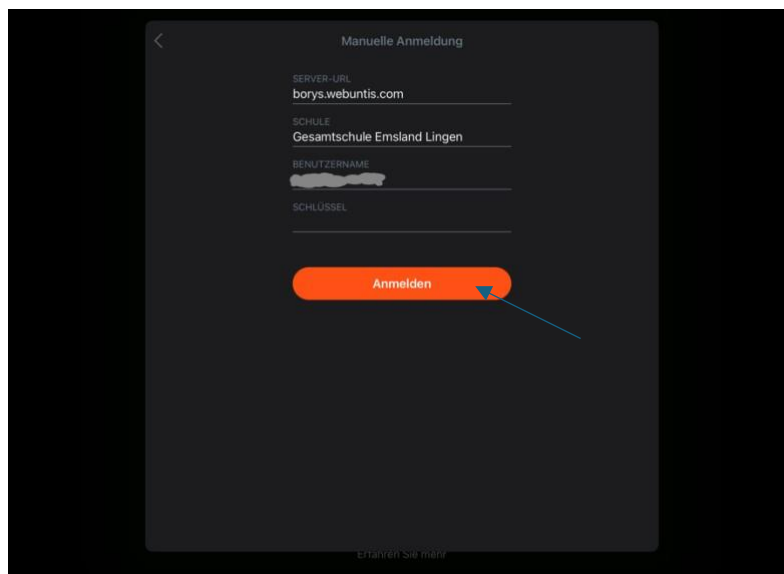 Manuelle Anmeldung
SERVER-URL
borys.webuntis.com
SCHULE
Gesamtschule Emsland Lingen
BENUTZERNAME
SCHLÜSSEL
Anmelden
Erfahren Sie mehr